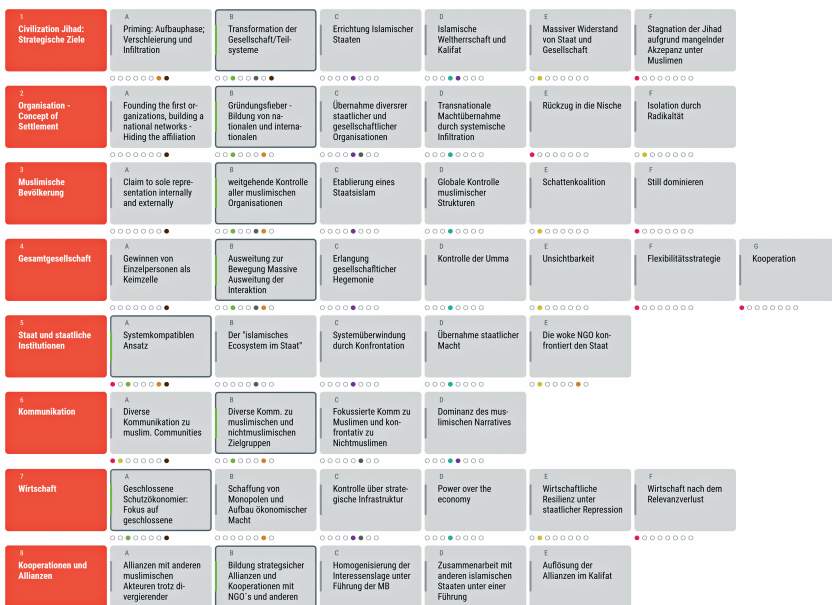 1
Civilization Jihad:
Strategische Ziele
A
Priming: Aufbauphase;
Verschleierung und
Infiltration
B
Transformation der
Gesellschaft/Teil-
systeme
C
Errichtung Islamischer
Staaten
D
Islamische
Weltherrschaft und
Kalifat
E
Massiver Widerstand
von Staat und
Gesellschaft
F
Stagnation der Jihad
aufgrund mangelnder
Akzepanz unter
Muslimen
2
Organisation -
Concept of
Settlement
A
Founding the first or-
ganizations, building a
national networks -
Hiding the affiliation
B
Gründungsfieber -
Bildung von na-
tionalen und interna-
tionalen
C
Übernahme diversrer
staatlicher und
gesellschaftlicher
Organisationen
D
Transnationale
Machtübernahme
durch systemische
Infiltration
E
Rückzug in die Nische
F
Isolation durch
Radikaltät
3
Muslimische
Bevölkerung
A
Claim to sole repre-
sentation internally
and externally
B
weitgehende Kontrolle
aller muslimischen
Organisationen
C
Etablierung eines
Staatsislam
D
Globale Kontrolle
muslimischer
Strukturen
E
Schattenkoalition
F
Still dominieren
4
Gesamtgesellschaft
A
Gewinnen von
Einzelpersonen als
Keimzelle
B
Ausweitung zur
Bewegung Massive
Ausweitung der
Interaktion
C
Erlangung
gesellschaflticher
Hegemonie
D
Kontrolle der Umma
E
Unsichtbarkeit
F
Flexibilitätsstrategie
G
Kooperation
5
Staat und staatliche
Institutionen
A
Systemkompatiblen
Ansatz
B
Der "islamisches
Ecosystem im Staat"
C
Systemüberwindung
durch Konfrontation
D
Übernahme staatlicher
Macht
E
Die woke NGO kon-
frontiert den Staat
6
Kommunikation
A
Diverse
Kommunikation zu
muslim. Communities
B
Diverse Komm. zu
muslimischen und
nichtmuslimischen
Zielgruppen
C
Fokussierte Komm zu
Muslimen und kon-
frontativ zu
Nichtmuslimen
D
Dominanz des mus-
limischen Narratives
7
Wirtschaft
A
Geschlossene
Schutzökonomier:
Fokus auf
geschlossene
B
Schaffung von
Monopolen und
Aufbau ökonomischer
Macht
C
Kontrolle über strate-
gische Infrastruktur
D
Power over the
economy
E
Wirtschaftliche
Resilienz unter
staatlicher Repression
F
Wirtschaft nach dem
Relevanzverlust
8
Kooperationen und
Allianzen
A
Allianzen mit anderen
muslimischen
Akteuren trotz di-
vergierender
B
Bildung strategsicher
Allianzen und
Kooperationen mit
NGO´s und anderen
C
Homogenisierung der
Interessenslage unter
Führung der MB
D
Zusammenarbeit mit
anderen islamischen
Staaten unter einer
Führung
E
Auflösung der
Allianzen im Kalifat